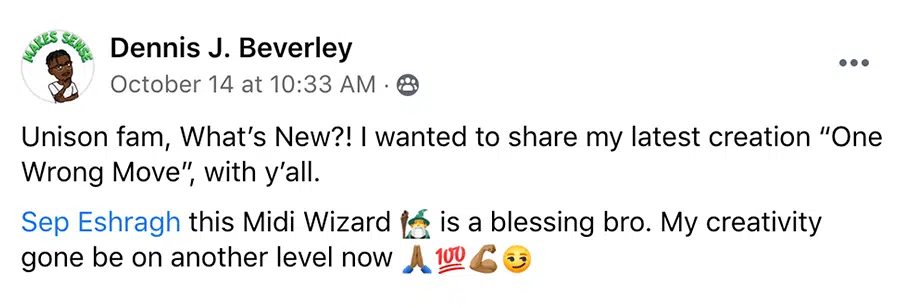 MAKES SENSE
Dennis J. Beverley
October 14 at 10:33 AM ·
Unison fam, What’s New?! I wanted to share my latest creation “One
Wrong Move”, with y’all.
Sep Eshragh this Midi Wizard 🧙‍♂️ is a blessing bro. My creativity
gone be on another level now 🙏🏾💯💪🏾😏